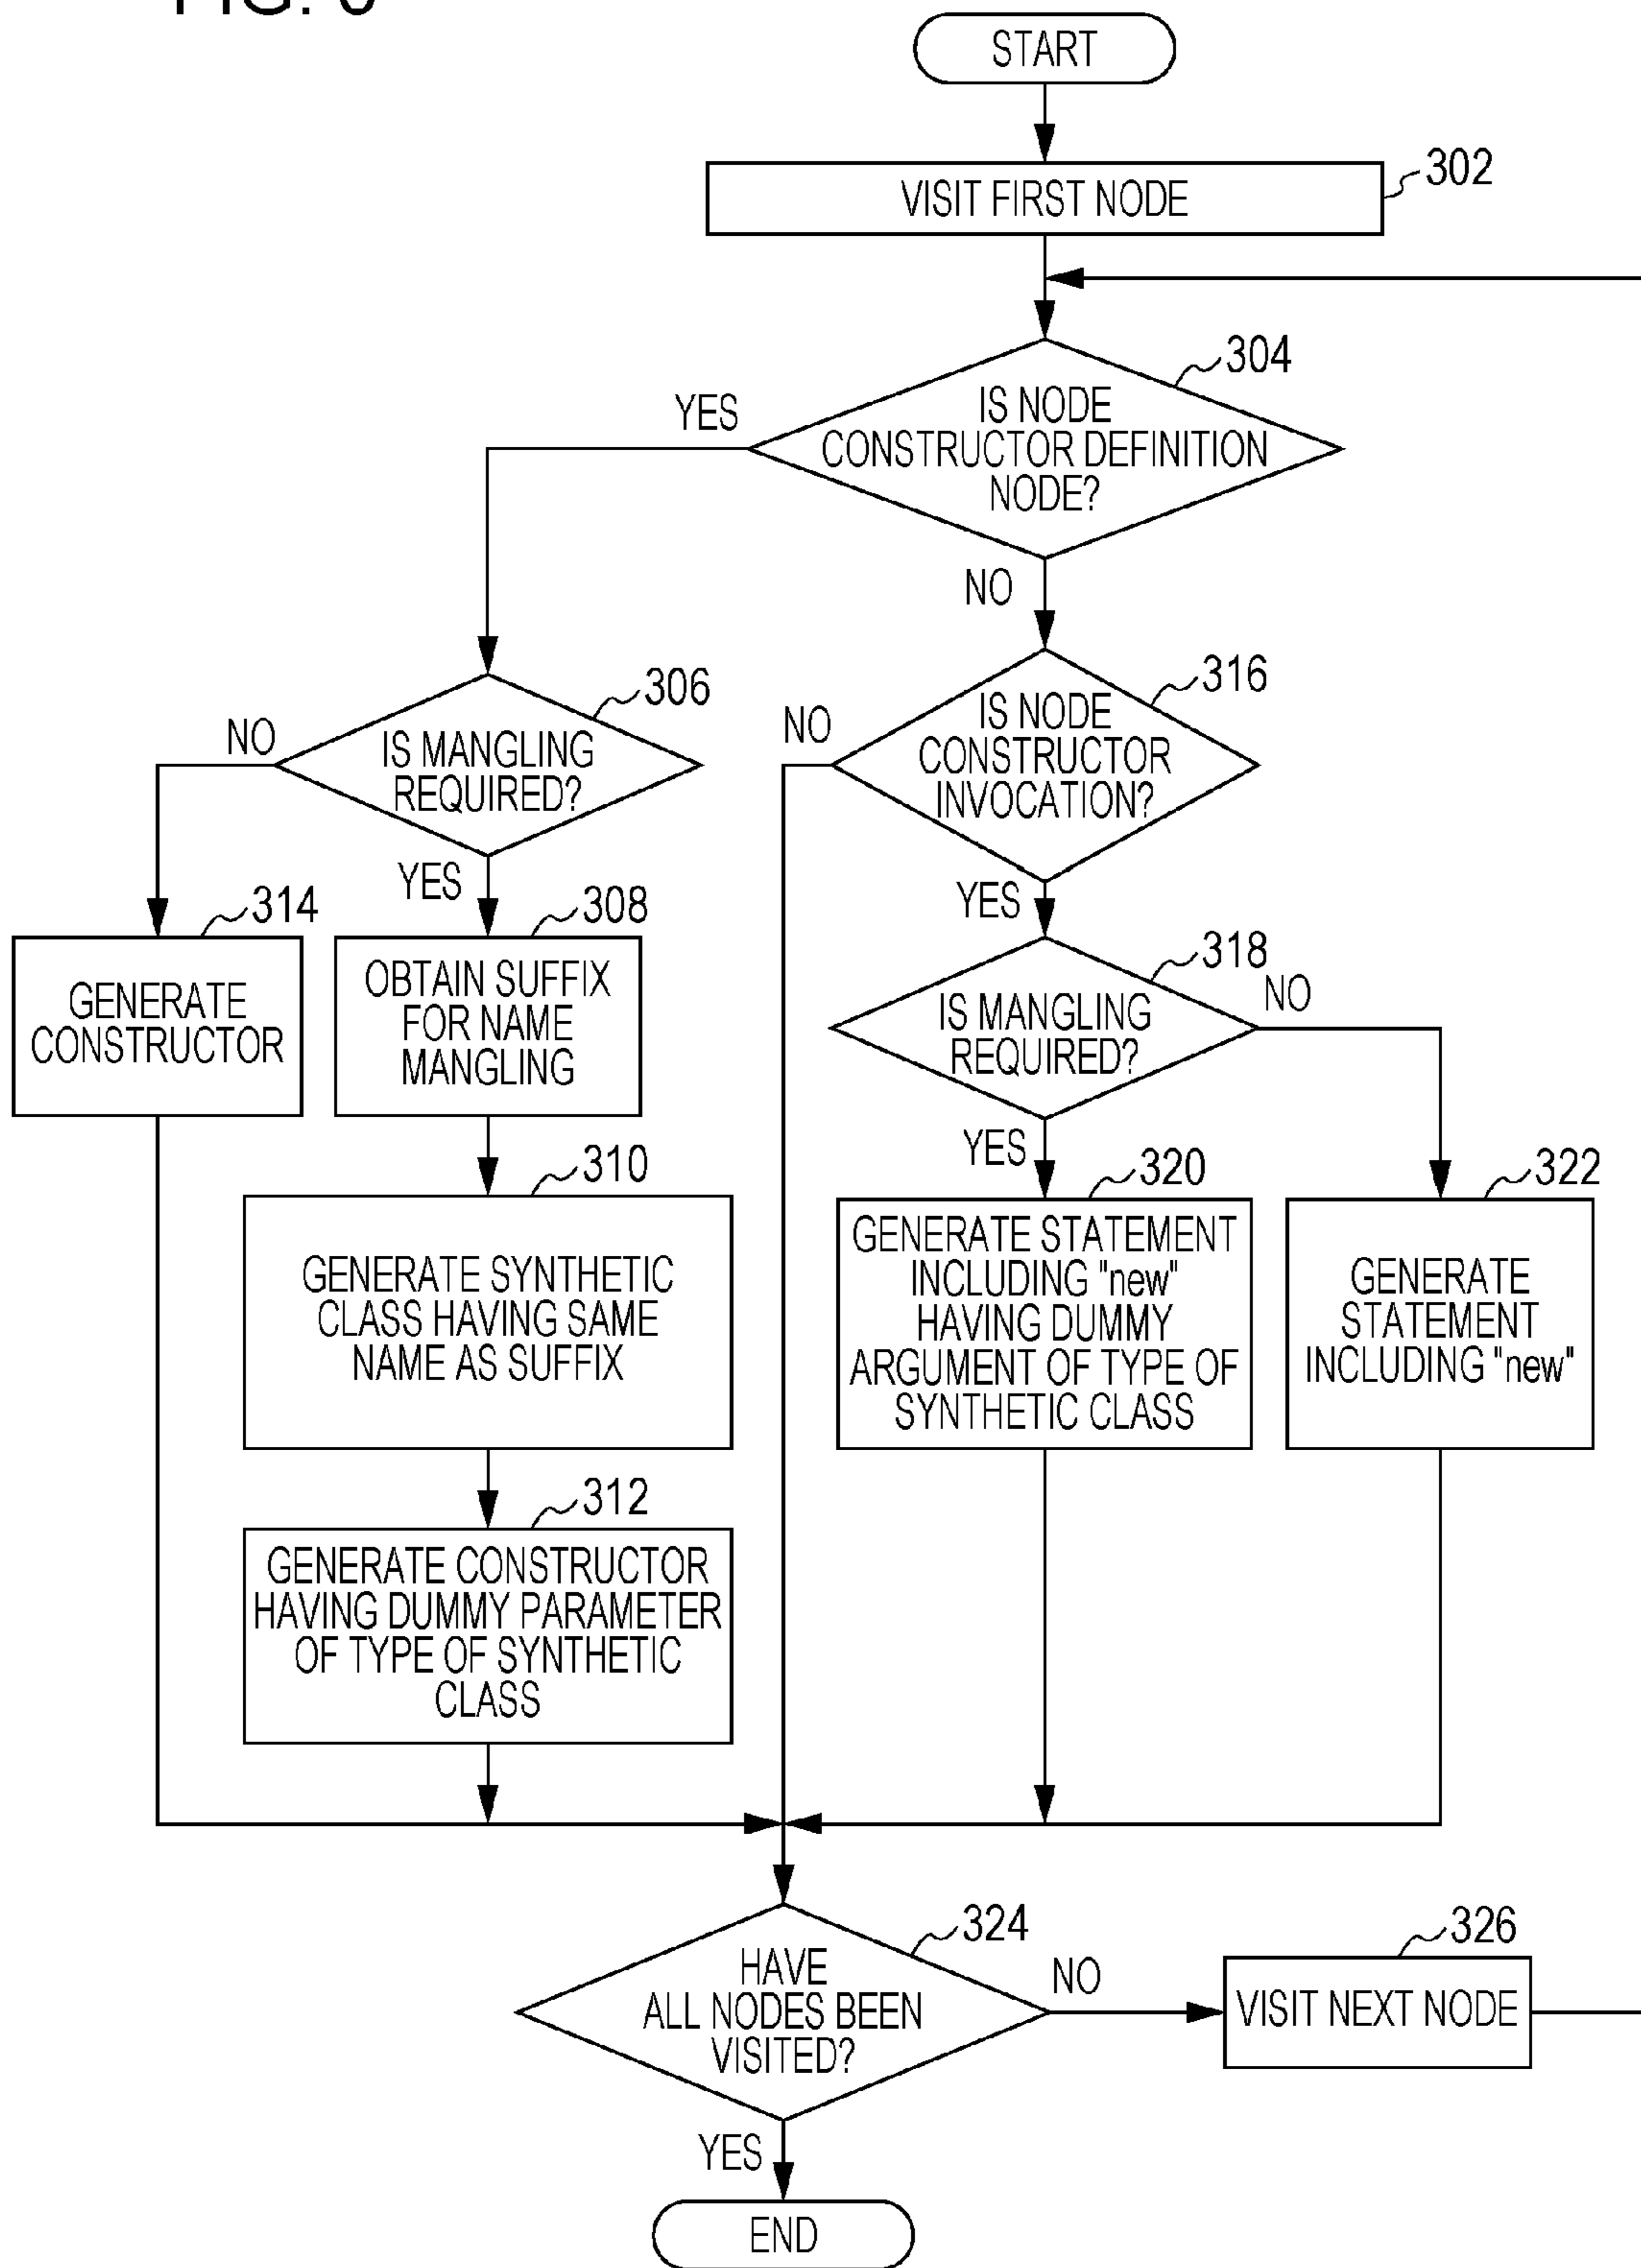 START
302
VISIT FIRST NODE
304
YES
IS NODE
CONSTRUCTOR DEFINITION
NODE?
NO
306
NO
IS MANGLING
REQUIRED?
YES
316
NO
IS NODE
CONSTRUCTOR
INVOCATION?
YES
314
GENERATE
CONSTRUCTOR
308
OBTAIN SUFFIX
FOR NAME
MANGLING
318
NO
IS MANGLING
REQUIRED?
YES
310
GENERATE SYNTHETIC
CLASS HAVING SAME
NAME AS SUFFIX
320
GENERATE STATEMENT
INCLUDING "new"
HAVING DUMMY
ARGUMENT OF TYPE OF
SYNTHETIC CLASS
322
GENERATE
STATEMENT
INCLUDING "new"
312
GENERATE CONSTRUCTOR
HAVING DUMMY PARAMETER
OF TYPE OF SYNTHETIC
CLASS
324
HAVE
ALL NODES BEEN
VISITED?
NO
326
VISIT NEXT NODE
YES
END